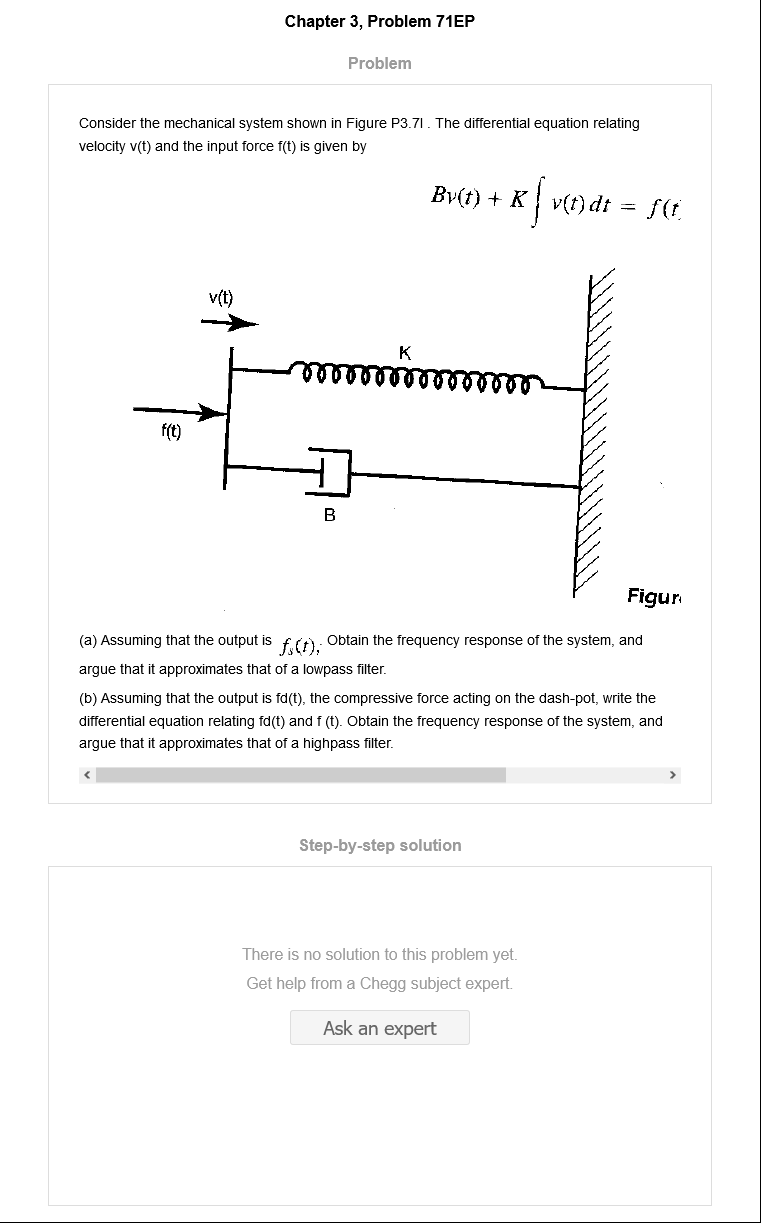 Chapter 3, Problem 71EP
Problem
Consider the mechanical system shown in Figure P3.7l . The differential equation relating
velocity v(t) and the input force f(t) is given by
Bv(t) + K ∫ v(t) dt = f(t)
v(t)
K
f(t)
B
Figur
(a) Assuming that the output is fₛ(t), Obtain the frequency response of the system, and
argue that it approximates that of a lowpass filter.
(b) Assuming that the output is fd(t), the compressive force acting on the dash-pot, write the
differential equation relating fd(t) and f (t). Obtain the frequency response of the system, and
argue that it approximates that of a highpass filter.
Step-by-step solution
There is no solution to this problem yet.
Get help from a Chegg subject expert.
Ask an expert